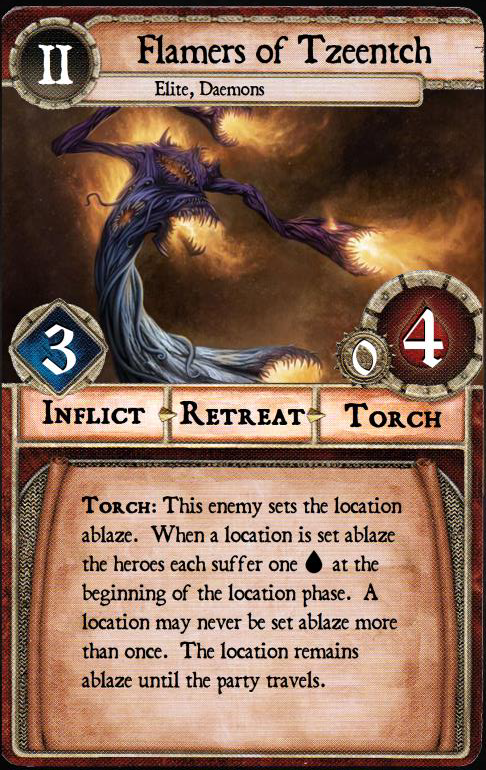 II
Flamers of Tzeentch
Elite, Daemons
3
0
4
INFLICT RETREAT TORCH
TORCH: This enemy sets the location
ablaze. When a location is set ablaze
the heroes each suffer one at the
beginning of the location phase. A
location may never be set ablaze more
than once. The location remains
ablaze until the party travels.